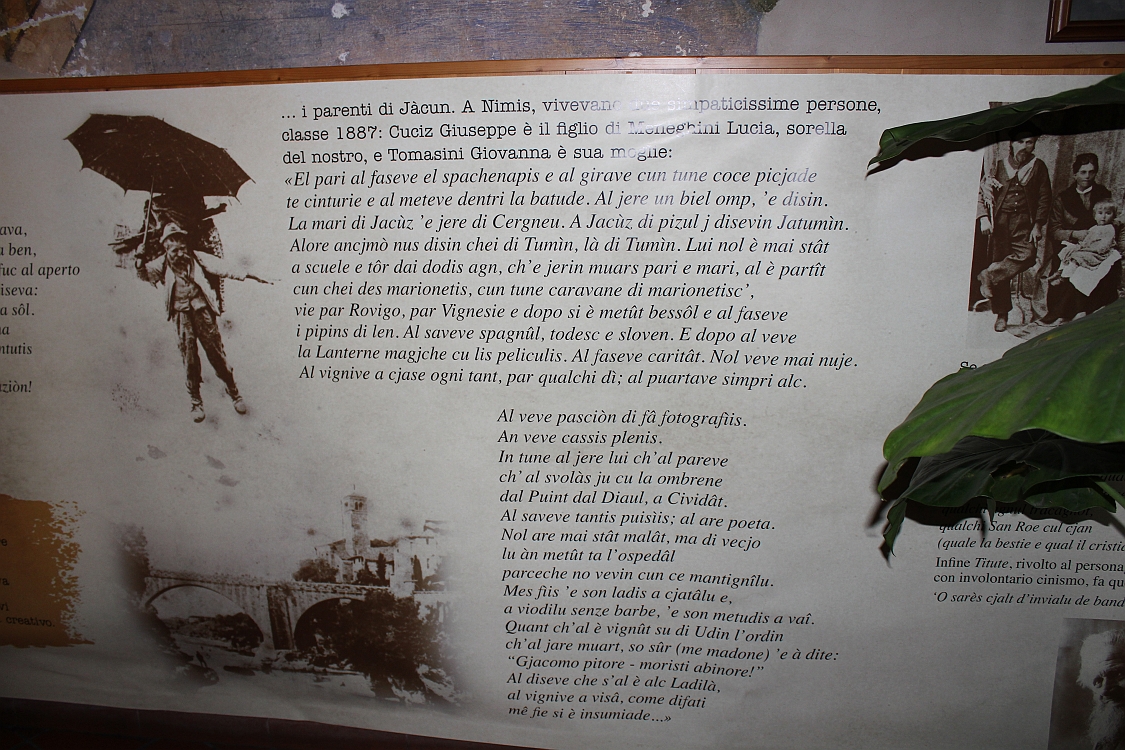 ... i parenti di Jàcun. A Nimis, vivevano due simpaticissime persone,
classe 1887: Cuciz Giuseppe è il figlio di Meneghini Lucia, sorella
del nostro, e Tomasini Giovanna è sua moglie:
«El pari al faseve el spachenapis e al girave cun tune coce picjade
te cinturie e al meteve dentri la batude. Al jere un biel omp, 'e disin.
La mari di Jacùz 'e jere di Cergneu. A Jacùz di pizul j disevin Jatumìn.
Alore ancjmò nus disin chei di Tumìn, là di Tumìn. Lui nol è mai stât
a scuele e tôr dai dodis agn, ch'e jerin muars pari e mari, al è partît
cun chei des marionetis, cun tune caravane di marionetisc',
vie par Rovigo, par Vignesie e dopo si è metût bessôl e al faseve
i pipins di len. Al saveve spagnûl, todesc e sloven. E dopo al veve
la Lanterne magjche cu lis peliculis. Al faseve caritât. Nol veve mai nuje.
Al vignive a cjase ogni tant, par qualchi dì; al puartave simpri alc.
Al veve pasciòn di fâ fotografiis.
An veve cassis plenis.
In tune al jere lui ch'al pareve
ch'al svolàs ju cu la ombrene
dal Puint dal Diaul, a Cividât.
Al saveve tantis puisìis; al are poeta.
Nol are mai stât malât, ma di vecjo
lu àn metût ta l'ospedâl
parceche no vevin cun ce mantignîlu.
Mes fiis 'e son ladis a cjatâlu e,
a viodilu senze barbe, 'e son metudis a vaî.
Quant ch'al è vignût su di Udin l'ordin
ch'al jare muart, so sûr (me madone) 'e à dite:
"Gjacomo pitore - moristi abinore!"
Al diseve che s'al è alc Ladilà,
al vignive a visâ, come difati
mê fie si è insumiade...»
ava,
a ben,
fuc al aperto
iseva:
a sôl.
na
ntutis
ziòn!
creativo.
qualchi San Roe cul cjan
(quale la bestie e qual il cristia
Infine Titute, rivolto al persona
con involontario cinismo, fa qu
'O sarès cjalt d'invialu de band